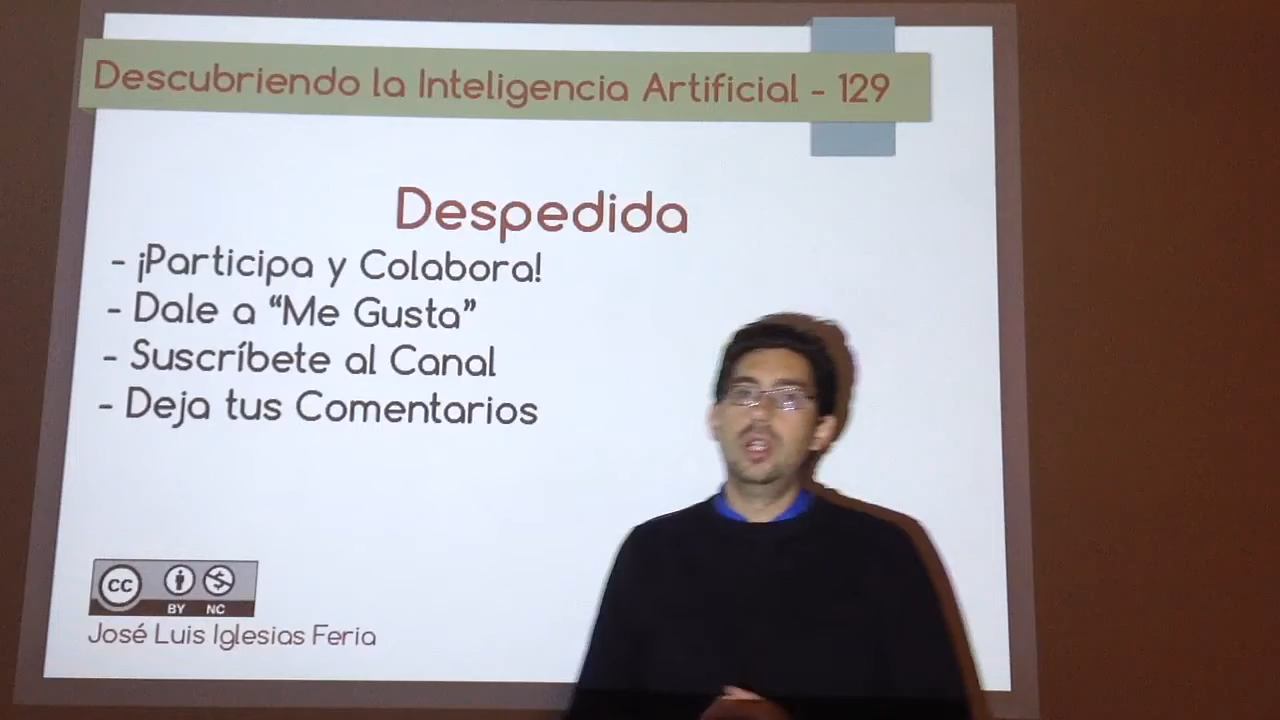 Descubriendo la Inteligencia Artificial - 129
Despedida
- ¡Participa y Colabora!
- Dale a “Me Gusta”
- Suscríbete al Canal
- Deja tus Comentarios
CC
BY NC
José Luis Iglesias Feria